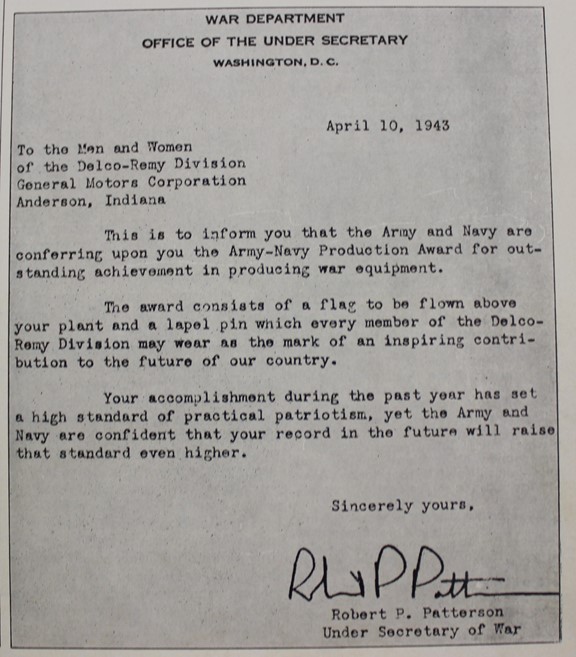 WAR DEPARTMENT
OFFICE OF THE UNDER SECRETARY
WASHINGTON, D. C.
April 10, 1943
To the Men and Women
of the Delco-Remy Division
General Motors Corporation
Anderson, Indiana
This is to inform you that the Army and Navy are
conferring upon you the Army-Navy Production Award for out-
standing achievement in producing war equipment.
The award consists of a flag to be flown above
your plant and a lapel pin which every member of the Delco-
Remy Division may wear as the mark of an inspiring contri-
bution to the future of our country.
Your accomplishment during the past year has set
a high standard of practical patriotism, yet the Army and
Navy are confident that your record in the future will raise
that standard even higher.
Sincerely yours,
Robert P Patterson
Robert P. Patterson
Under Secretary of War